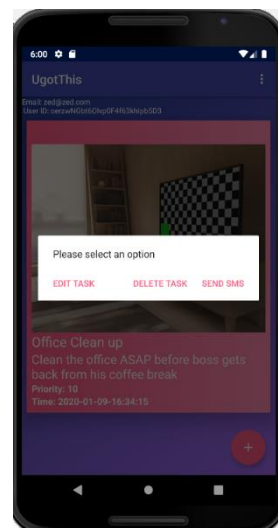 6:00
UgotThis
Email: zed@zed.com
User ID:
Please select an option
EDIT TASK DELETE TASK SEND SMS
Office Clean up
Clean the office ASAP before boss gets
back from his coffee break
Priority: 10
Time: 2020-01-09-16:34:15
+